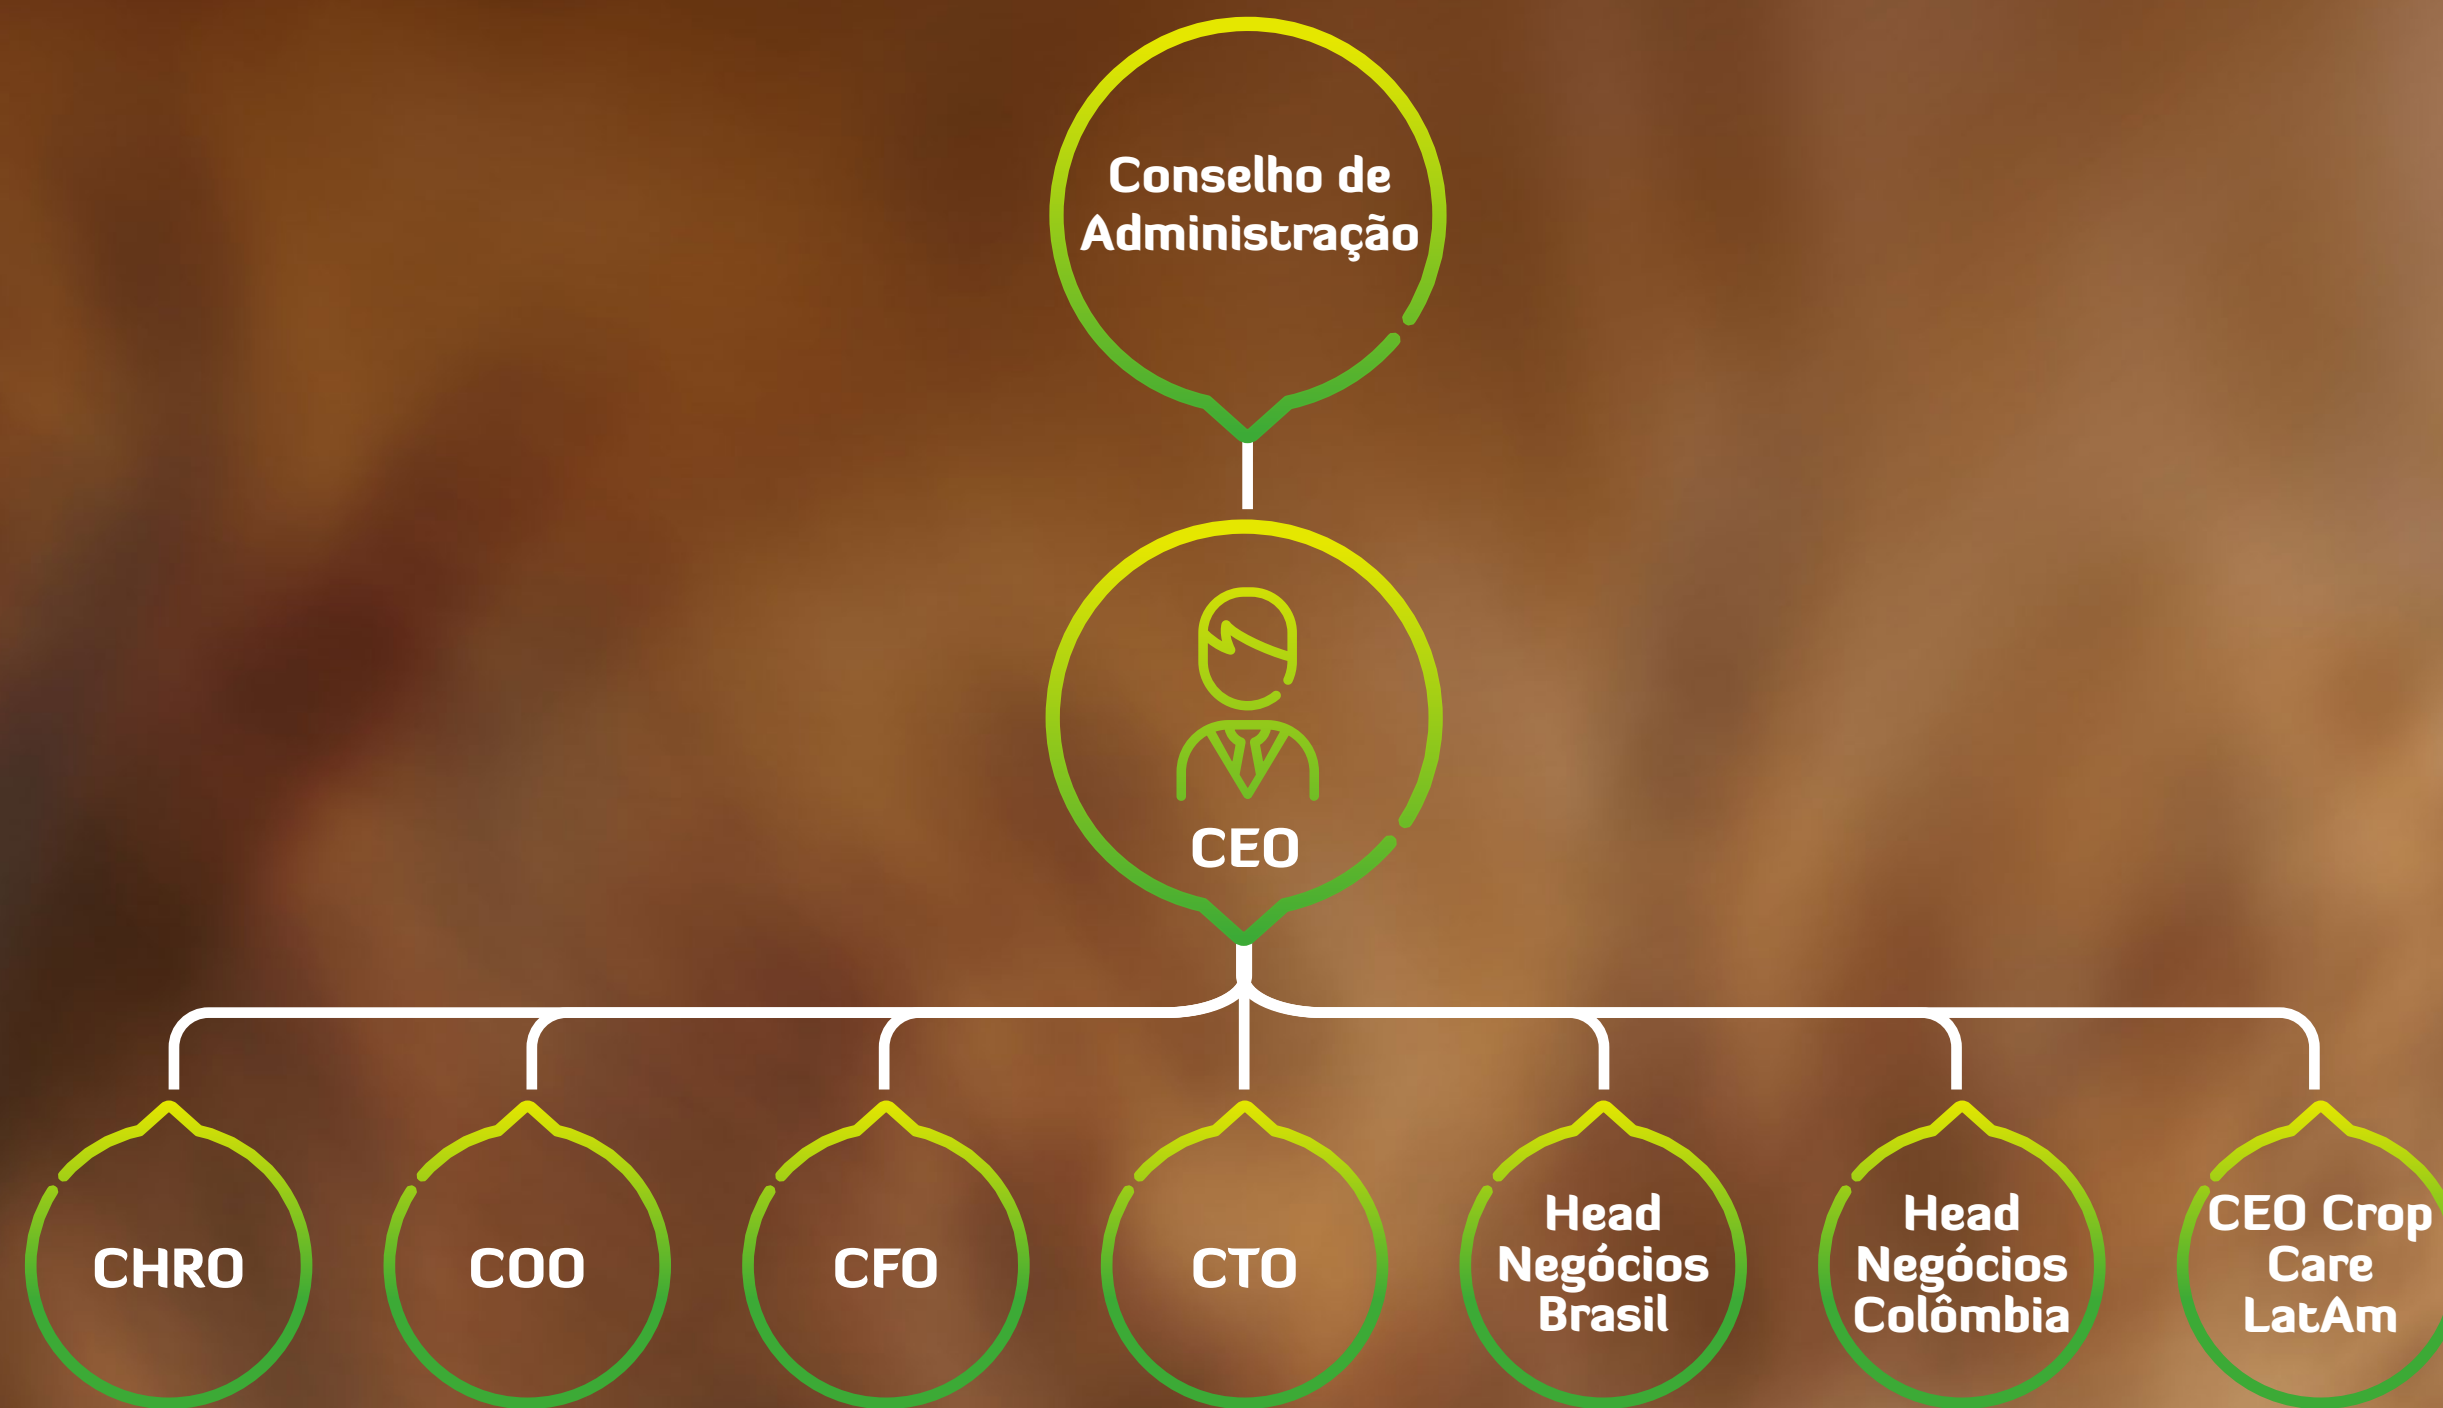 Conselho de
Administração
CEO
CHRO
COO
CFO
CTO
Head
Negócios
Brasil
Head
Negócios
Colômbia
CEO Crop
Care
LatAm